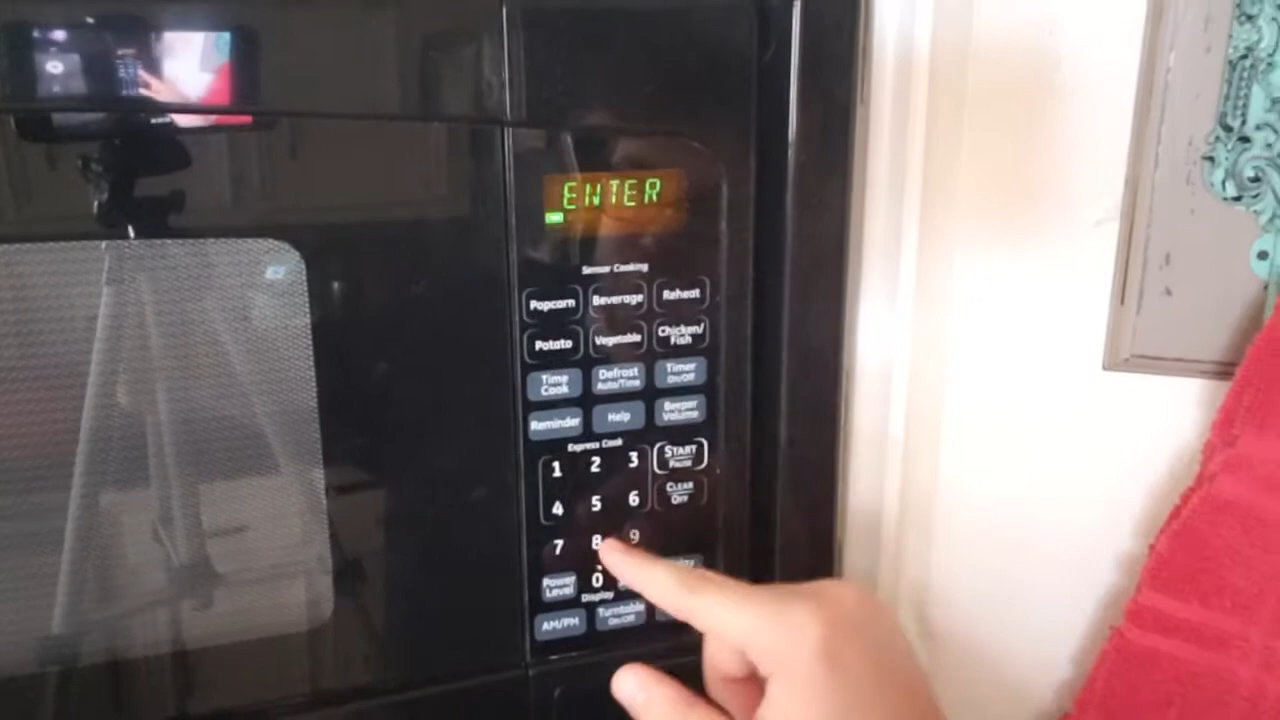 ENTER
Sensor Cooking
Popcorn Beverage Reheat
Potato Vegetable Chicken/
Fish
Time
Cook
Defrost
Auto/Time
Timer
On/Off
Reminder Help Beeper
Volume
Express Cook
1 2 3 START
PAUSE
4 5 6 CLEAR
OFF
7 8 9
Power
Level
0
Display
AM/PM Turntable
On/Off